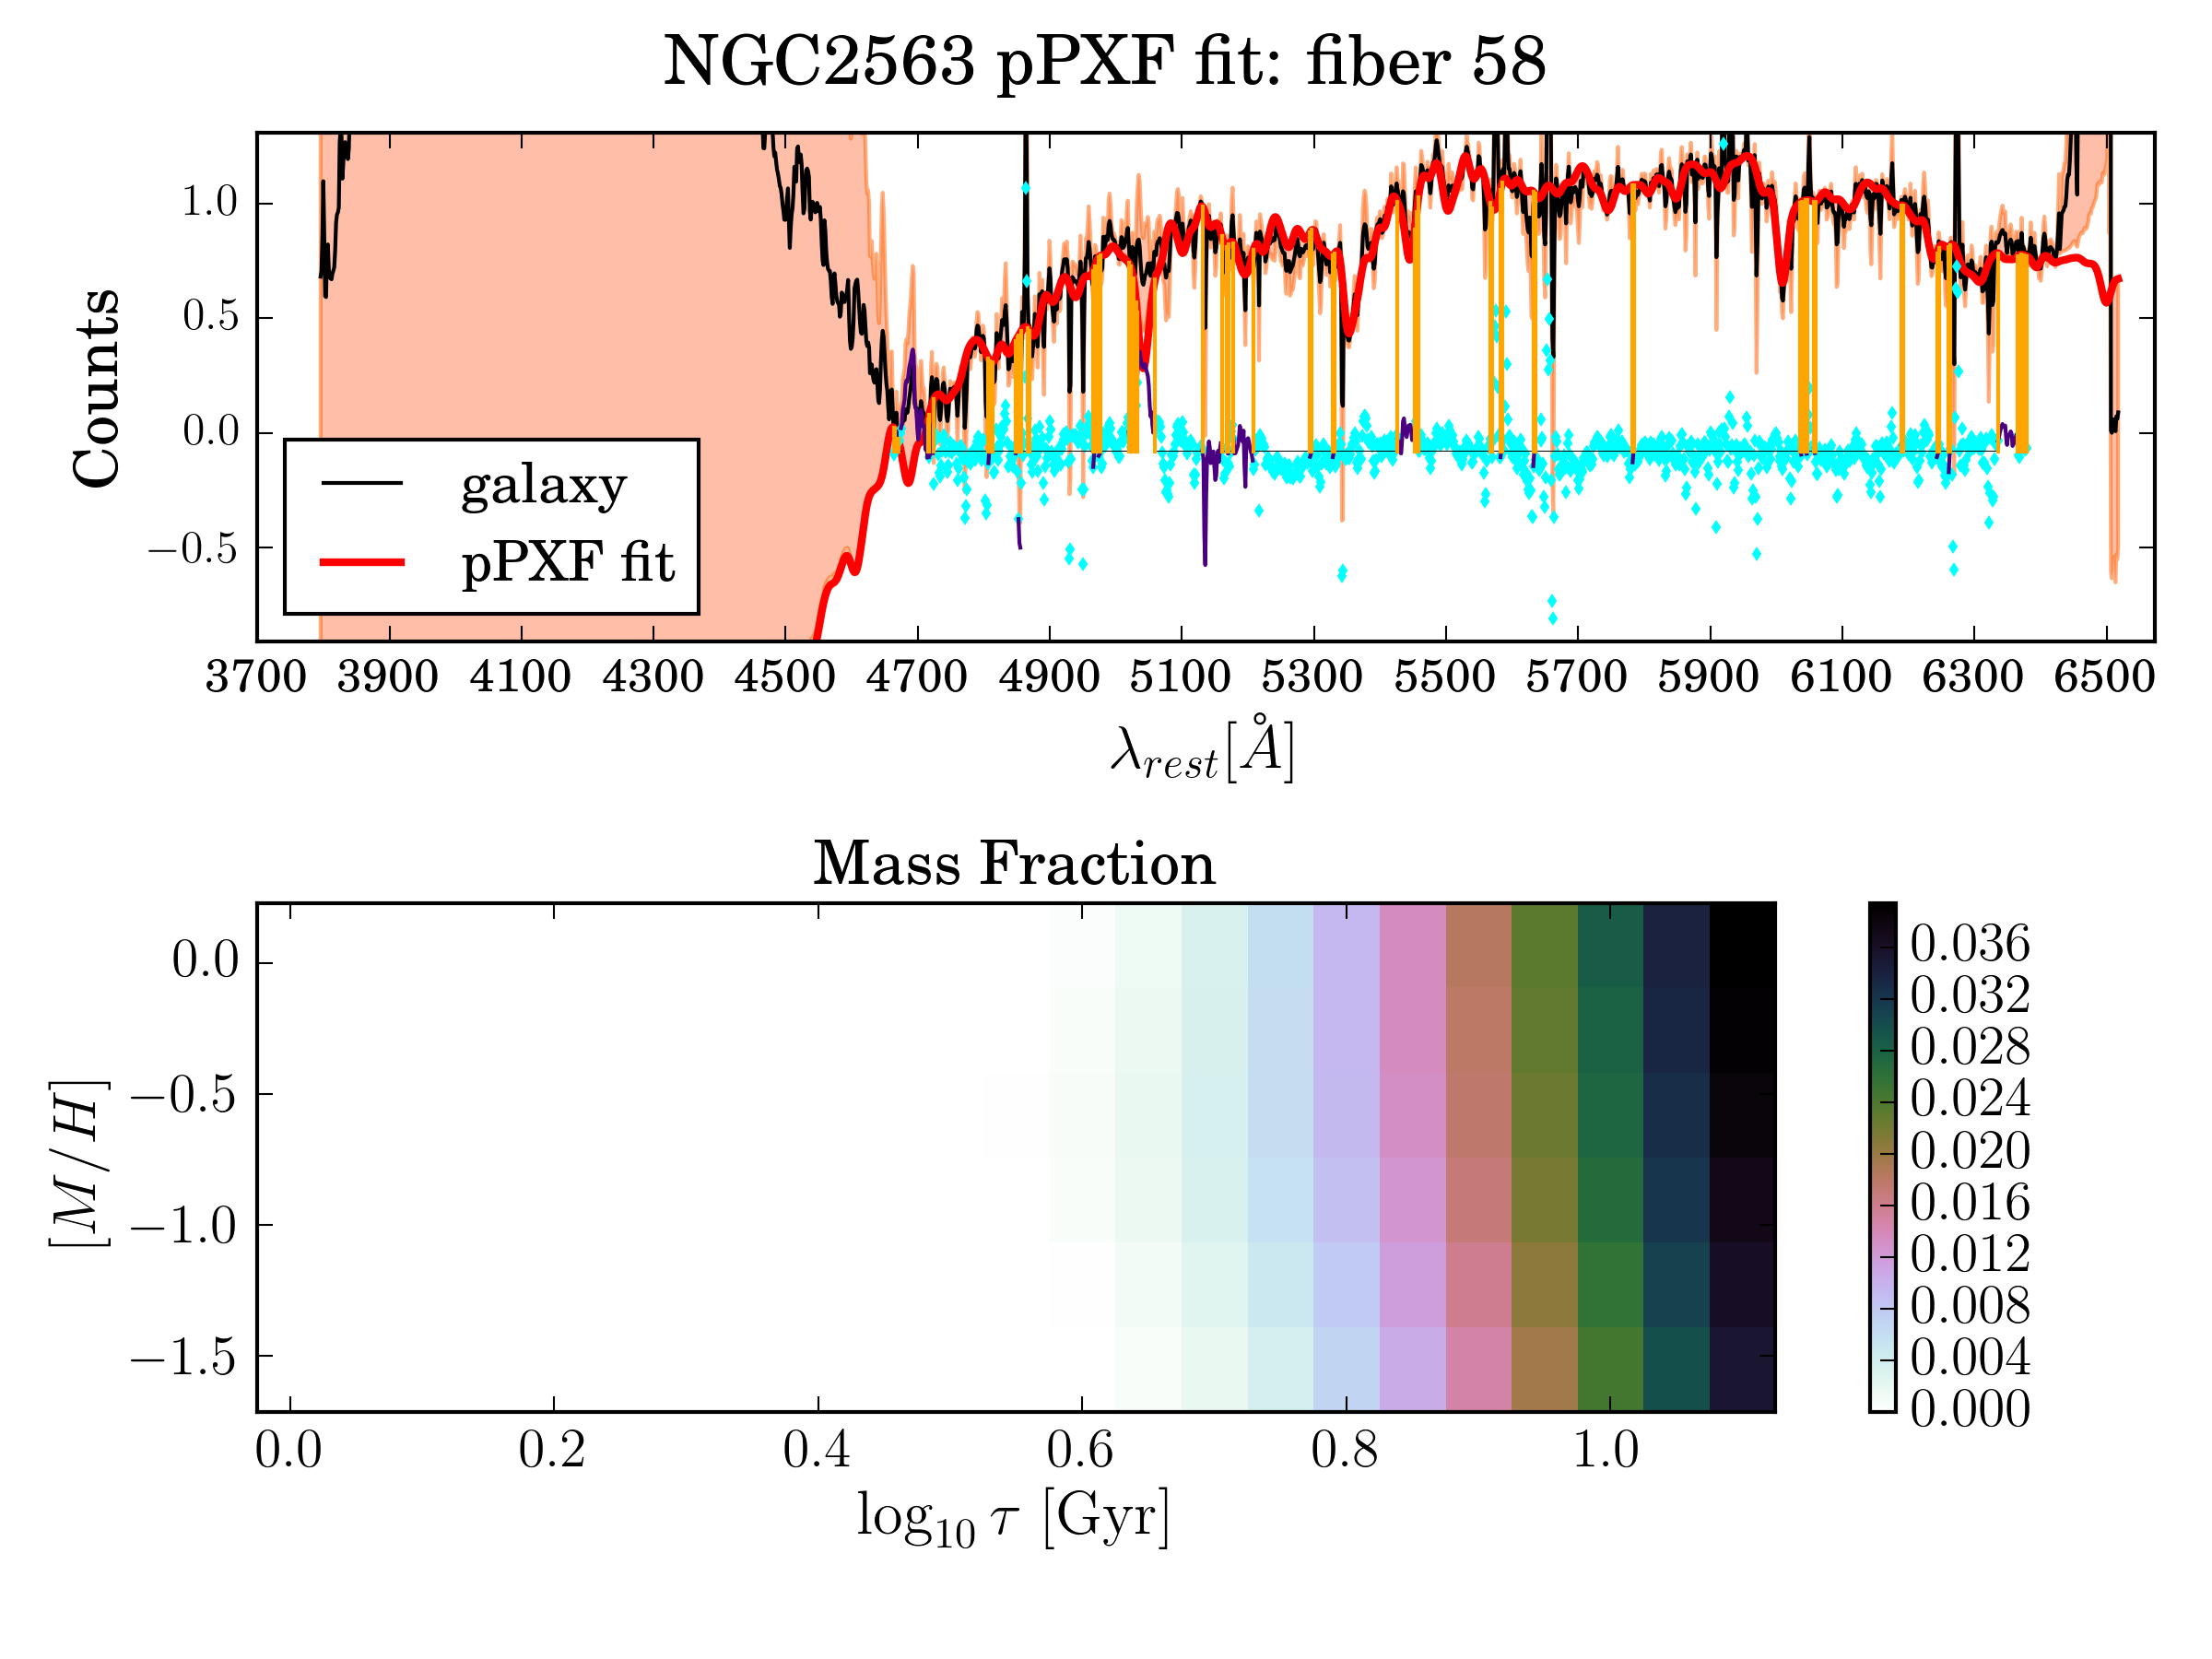 NGC2563 pPXF fit: fiber 58
Counts
1.0
0.5
0.0
−0.5
galaxy
pPXF fit
3700 3900 4100 4300 4500 4700 4900 5100 5300 5500 5700 5900 6100 6300 6500
λrest[Å]
Mass Fraction
[M/H]
0.0
−0.5
−1.0
−1.5
0.0 0.2 0.4 0.6 0.8 1.0
log10 τ [Gyr]
0.036
0.032
0.028
0.024
0.020
0.016
0.012
0.008
0.004
0.000